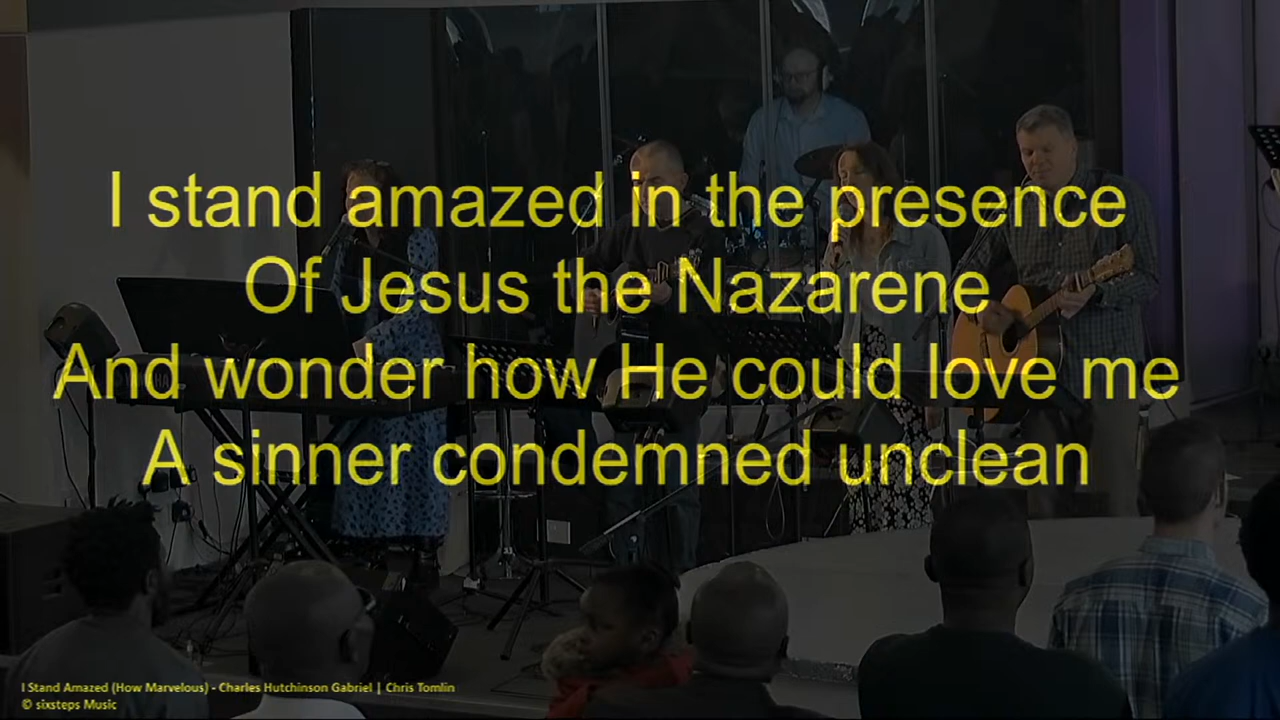 I stand amazed in the presence
Of Jesus the Nazarene
And wonder how He could love me
A sinner condemned unclean
YAMAHA
I Stand Amazed (How Marvelous) - Charles Hutchinson Gabriel | Chris Tomlin
© sixsteps Music